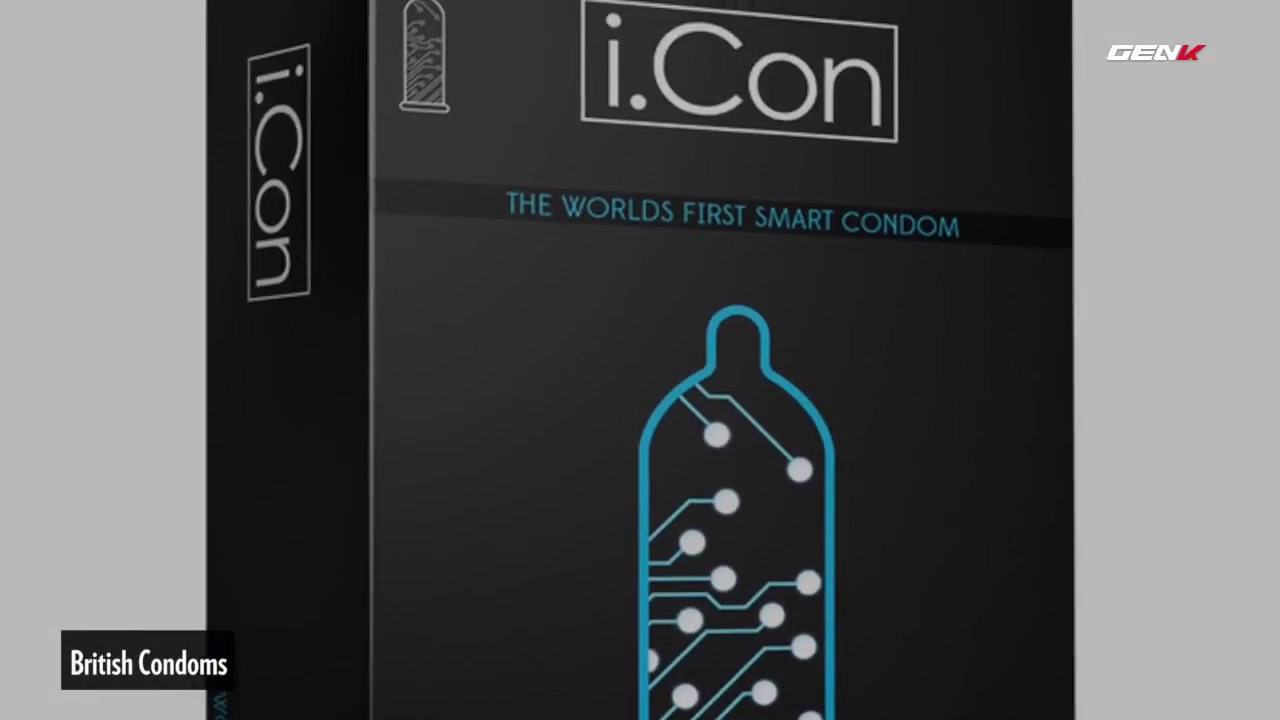 i.Con
GENK
i.Con
THE WORLDS FIRST SMART CONDOM
British Condoms